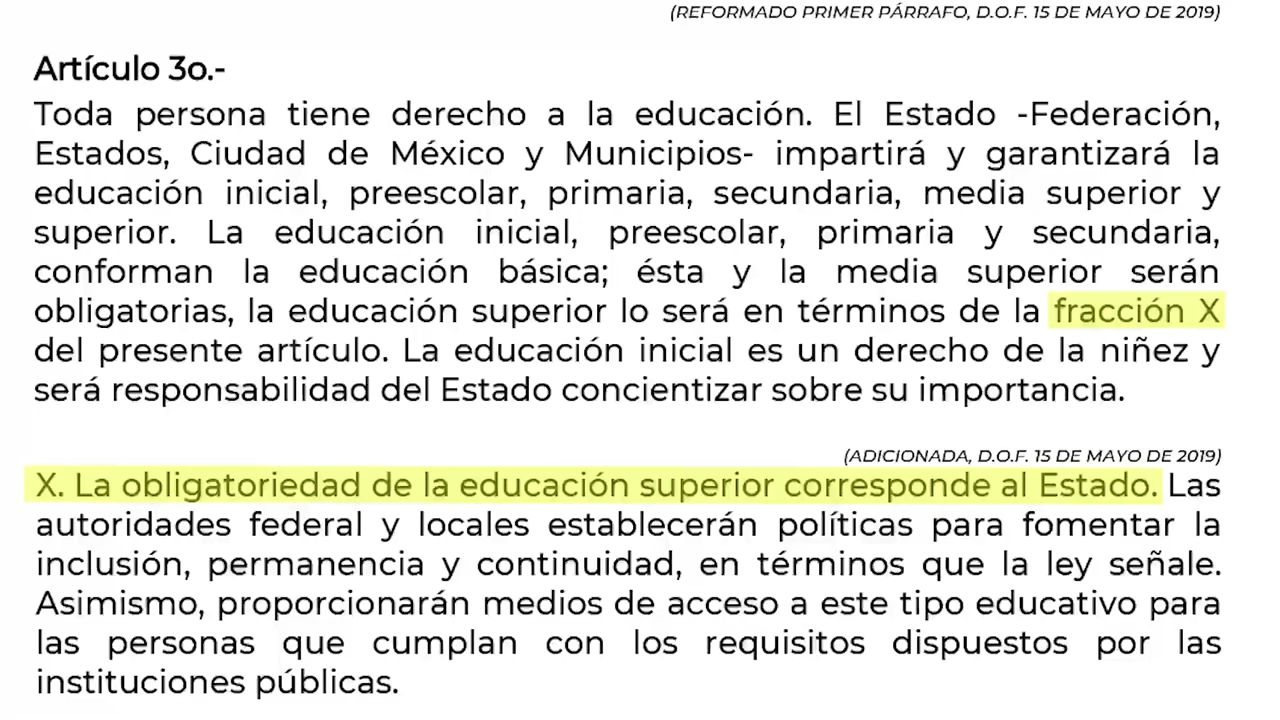 (REFORMADO PRIMER PÁRRAFO, D.O.F. 15 DE MAYO DE 2019)
Artículo 3o.-
Toda persona tiene derecho a la educación. El Estado -Federación,
Estados, Ciudad de México y Municipios- impartirá y garantizará la
educación inicial, preescolar, primaria, secundaria, media superior y
superior. La educación inicial, preescolar, primaria y secundaria,
conforman la educación básica; ésta y la media superior serán
obligatorias, la educación superior lo será en términos de la fracción X
del presente artículo. La educación inicial es un derecho de la niñez y
será responsabilidad del Estado concientizar sobre su importancia.
(ADICIONADA, D.O.F. 15 DE MAYO DE 2019)
X. La obligatoriedad de la educación superior corresponde al Estado. Las
autoridades federal y locales establecerán políticas para fomentar la
inclusión, permanencia y continuidad, en términos que la ley señale.
Asimismo, proporcionarán medios de acceso a este tipo educativo para
las personas que cumplan con los requisitos dispuestos por las
instituciones públicas.